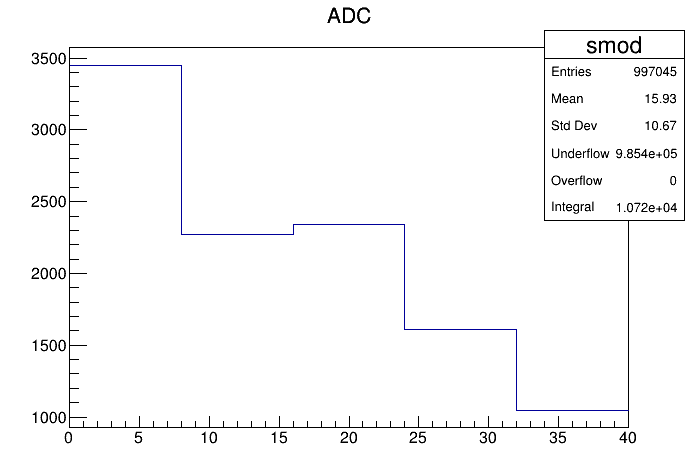 ADC
smod
Entries 997045
Mean 15.93
Std Dev 10.67
Underflow 9.854e+05
Overflow 0
Integral 1.072e+04
3500
3000
2500
2000
1500
1000
0 5 10 15 20 25 30 35 40